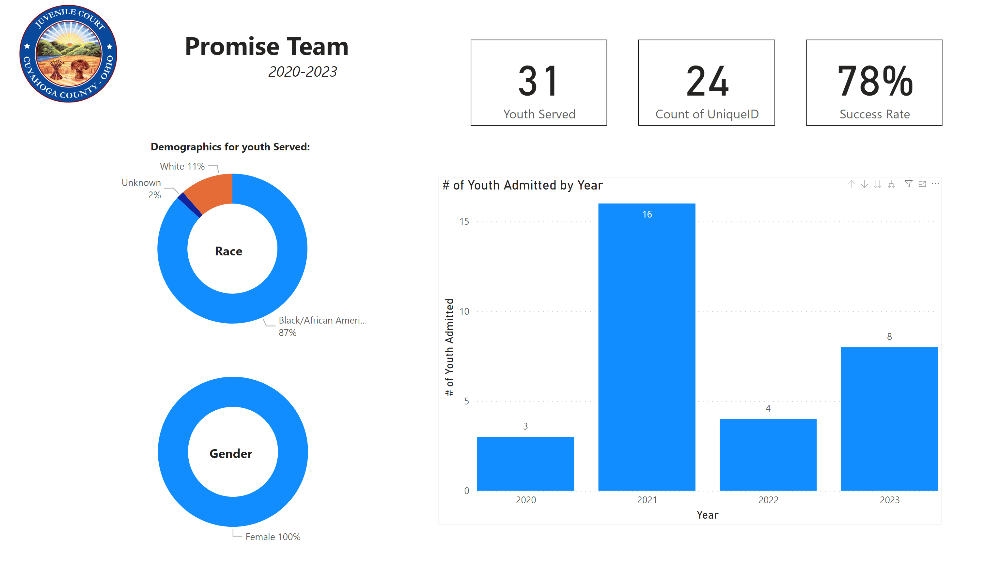 JUVENILE COURT
CUYAHOGA COUNTY - OHIO
Promise Team
2020-2023
31
Youth Served
24
Count of UniqueID
78%
Success Rate
Demographics for youth Served:
White 11%
Unknown
2%
Race
Black/African Ameri...
87%
Gender
Female 100%
# of Youth Admitted by Year
# of Youth Admitted
15
10
5
0
3
16
4
8
2020
2021
2022
2023
Year